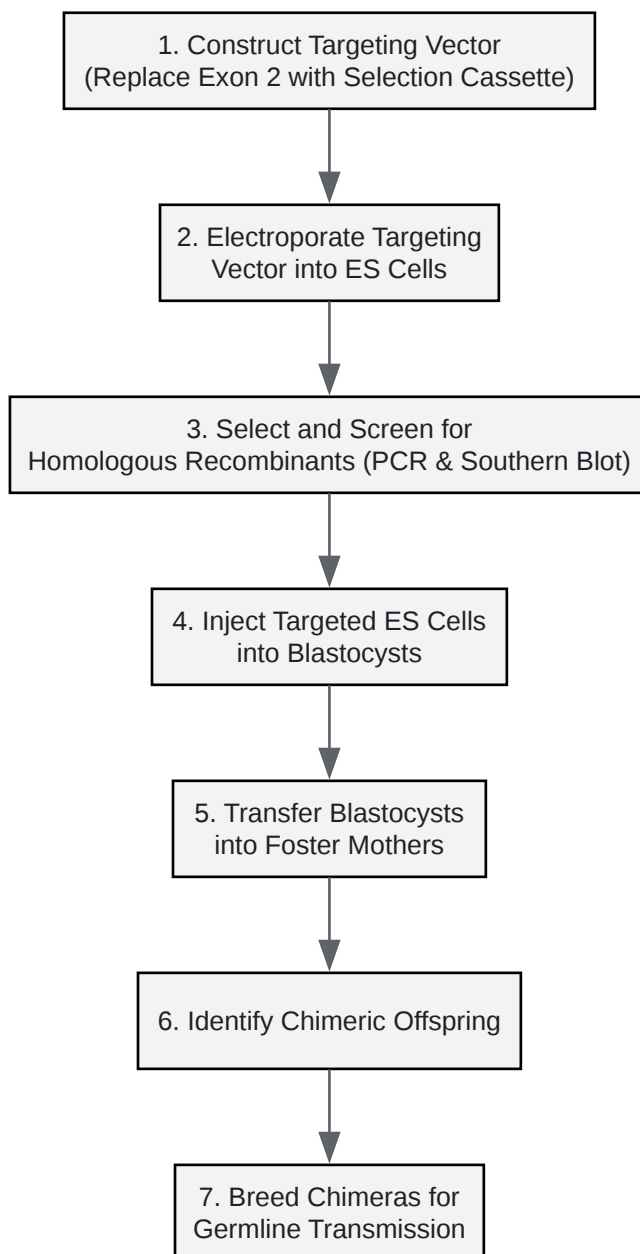 1. Construct Targeting Vector
(Replace Exon 2 with Selection Cassette)
2. Electroporate Targeting
Vector into ES Cells
3. Select and Screen for
Homologous Recombinants (PCR & Southern Blot)
4. Inject Targeted ES Cells
into Blastocysts
5. Transfer Blastocysts
into Foster Mothers
6. Identify Chimeric Offspring
7. Breed Chimeras for
Germline Transmission